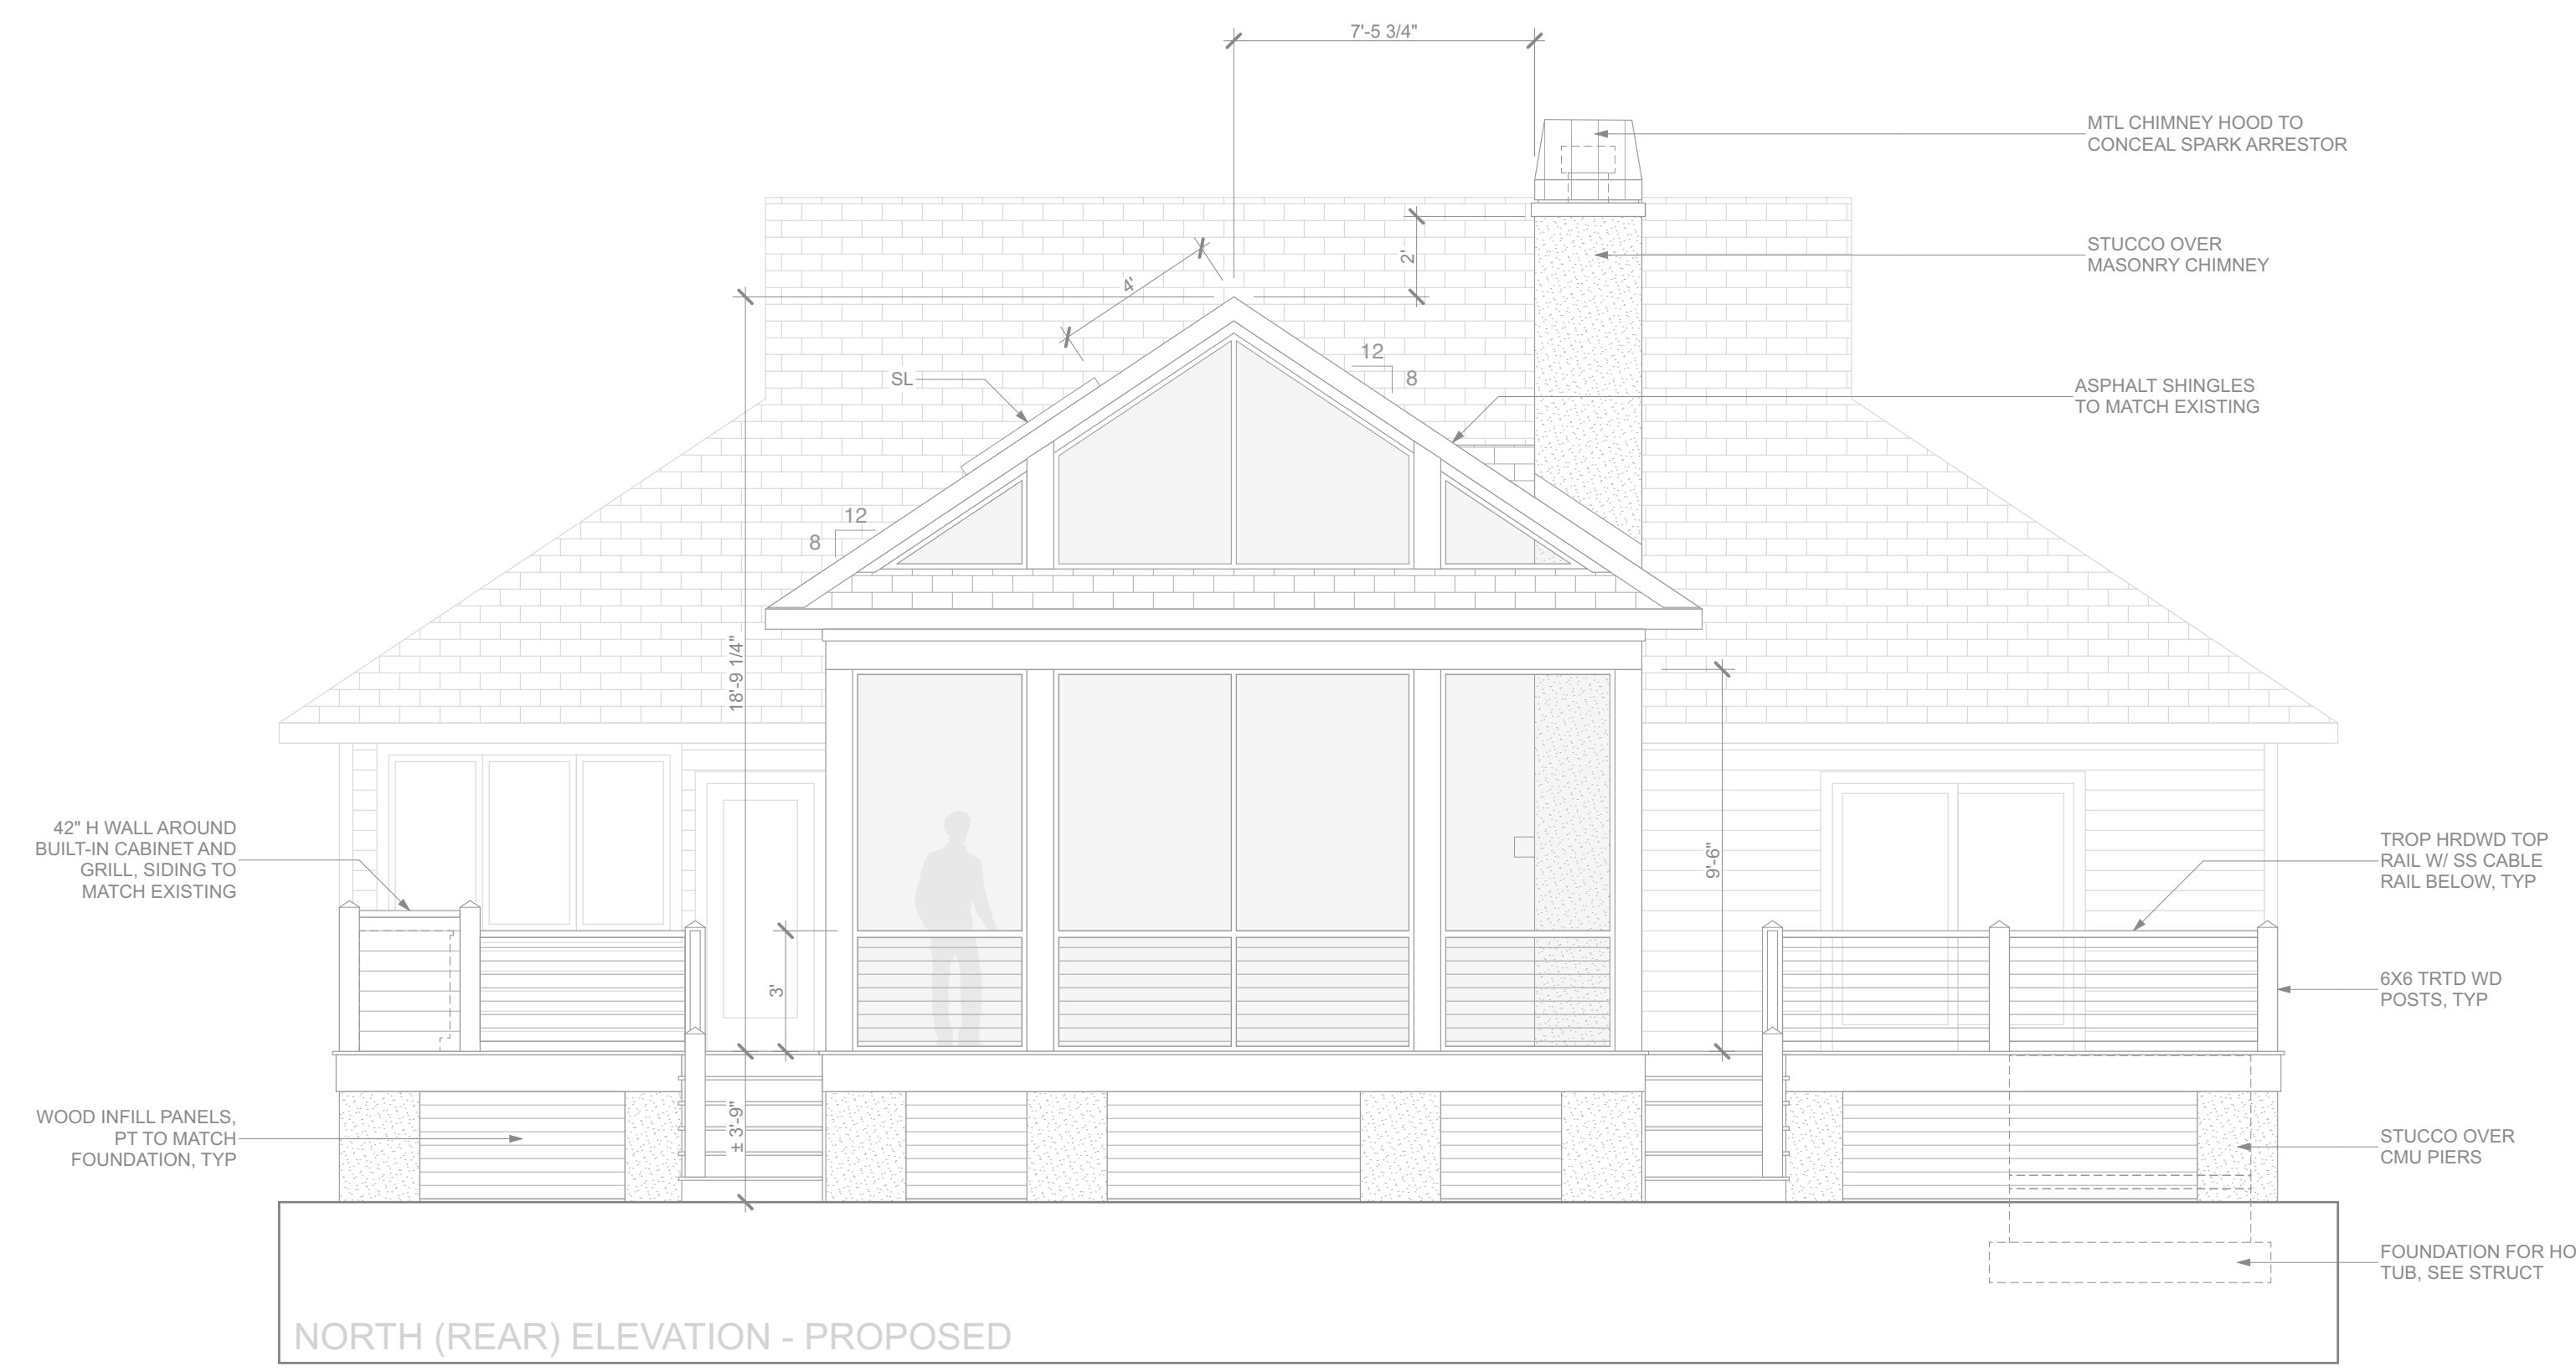 7'-5 3/4"
MTL CHIMNEY HOOD TO
CONCEAL SPARK ARRESTOR
STUCCO OVER
MASONRY CHIMNEY
2'
4'
12
8
SL
ASPHALT SHINGLES
TO MATCH EXISTING
12
8
18'-9 1/4"
42" H WALL AROUND
BUILT-IN CABINET AND
GRILL, SIDING TO
MATCH EXISTING
9'-6"
TROP HRDWD TOP
RAIL W/ SS CABLE
RAIL BELOW, TYP
3'
6X6 TRTD WD
POSTS, TYP
WOOD INFILL PANELS,
PT TO MATCH
FOUNDATION, TYP
± 3'-9"
STUCCO OVER
CMU PIERS
FOUNDATION FOR HO
TUB, SEE STRUCT
NORTH (REAR) ELEVATION - PROPOSED